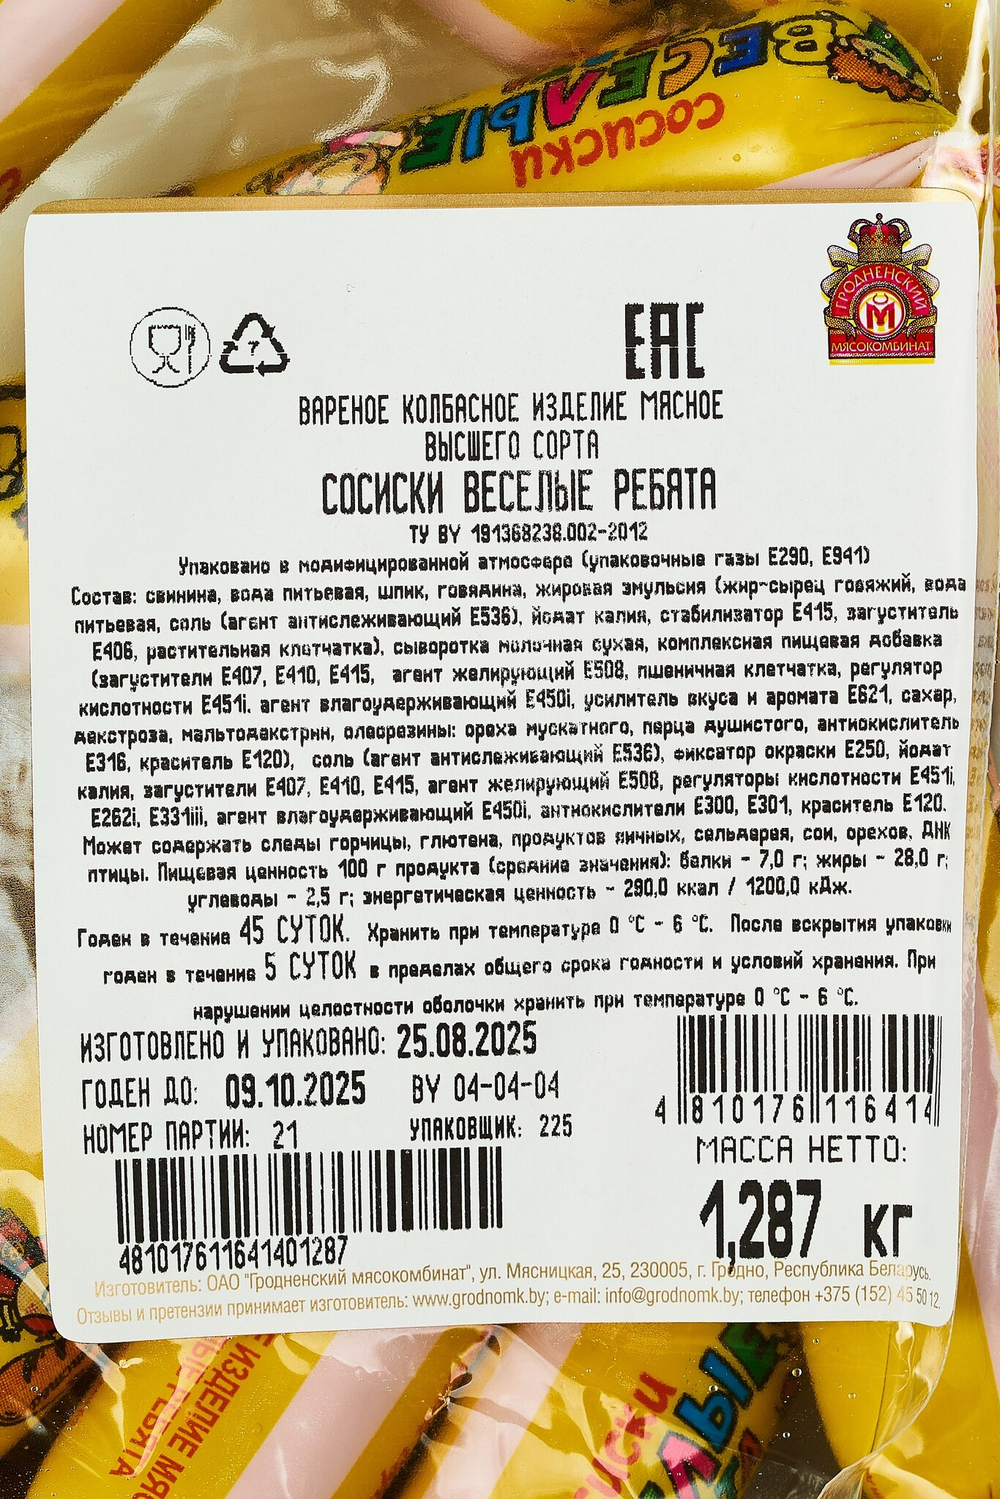 ВЕСЕЛЫЕ
СОСИСКИ
ГРОДНЕНСКИЙ
М
МЯСОКОМБИНАТ
7
ЕАС
ВАРЕНОЕ КОЛБАСНОЕ ИЗДЕЛИЕ МЯСНОЕ
ВЫСШЕГО СОРТА
СОСИСКИ ВЕСЕЛЫЕ РЕБЯТА
ТУ BY 191368238.002-2012
Упаковано в модифицированной атмосфере (упаковочные газы Е290, Е941)
Состав: свинина, вода питьевая, шпик, говядина, жировая эмульсия (жир-сырец говяжий, вода
питьевая, соль (агент антислеживающий Е536), йодат калия, стабилизатор Е415, загуститель
Е406, растительная клетчатка), сыворотка молочная сухая, комплексная пищевая добавка
(загустители Е407, Е410, Е415, агент желирующий Е508, пшеничная клетчатка, регулятор
кислотности Е451i, агент влагоудерживающий Е450i, усилитель вкуса и аромата Е621, сахар,
декстроза, мальтодекстрин, олеорезины: ореха мускатного, перца душистого, антиокислитель
Е316, краситель Е120), соль (агент антислеживающий Е536), фиксатор окраски Е250, йодат
калия, загустители Е407, Е410, Е415, агент желирующий Е508, регуляторы кислотности Е451i,
Е262i, Е331iii, агент влагоудерживающий Е450i, антиокислители Е300, Е301, краситель Е120.
Может содержать следы горчицы, глютена, продуктов яичных, сельдерея, сои, орехов, ДНК
птицы. Пищевая ценность 100 г продукта (средние значения): белки - 7,0 г; жиры - 28,0 г;
углеводы - 2,5 г; энергетическая ценность - 290,0 ккал / 1200,0 кДж.
Годен в течение 45 СУТОК. Хранить при температуре 0 °С - 6 °С. После вскрытия упаковки
годен в течение 5 СУТОК в пределах общего срока годности и условий хранения. При
нарушении целостности оболочки хранить при температуре 0 °С - 6 °С.
ИЗГОТОВЛЕНО И УПАКОВАНО: 25.08.2025
ГОДЕН ДО: 09.10.2025 BY 04-04-04
НОМЕР ПАРТИИ: 21 УПАКОВЩИК: 225
4 810176 116414
МАССА НЕТТО:
1,287 КГ
481017611641401287
Изготовитель: ОАО "Гродненский мясокомбинат", ул. Мясницкая, 25, 230005, г. Гродно, Республика Беларусь.
Отзывы и претензии принимает изготовитель: www.grodnomk.by; e-mail: info@grodnomk.by; телефон +375 (152) 45 50 12.
ИЗДЕЛИЕ